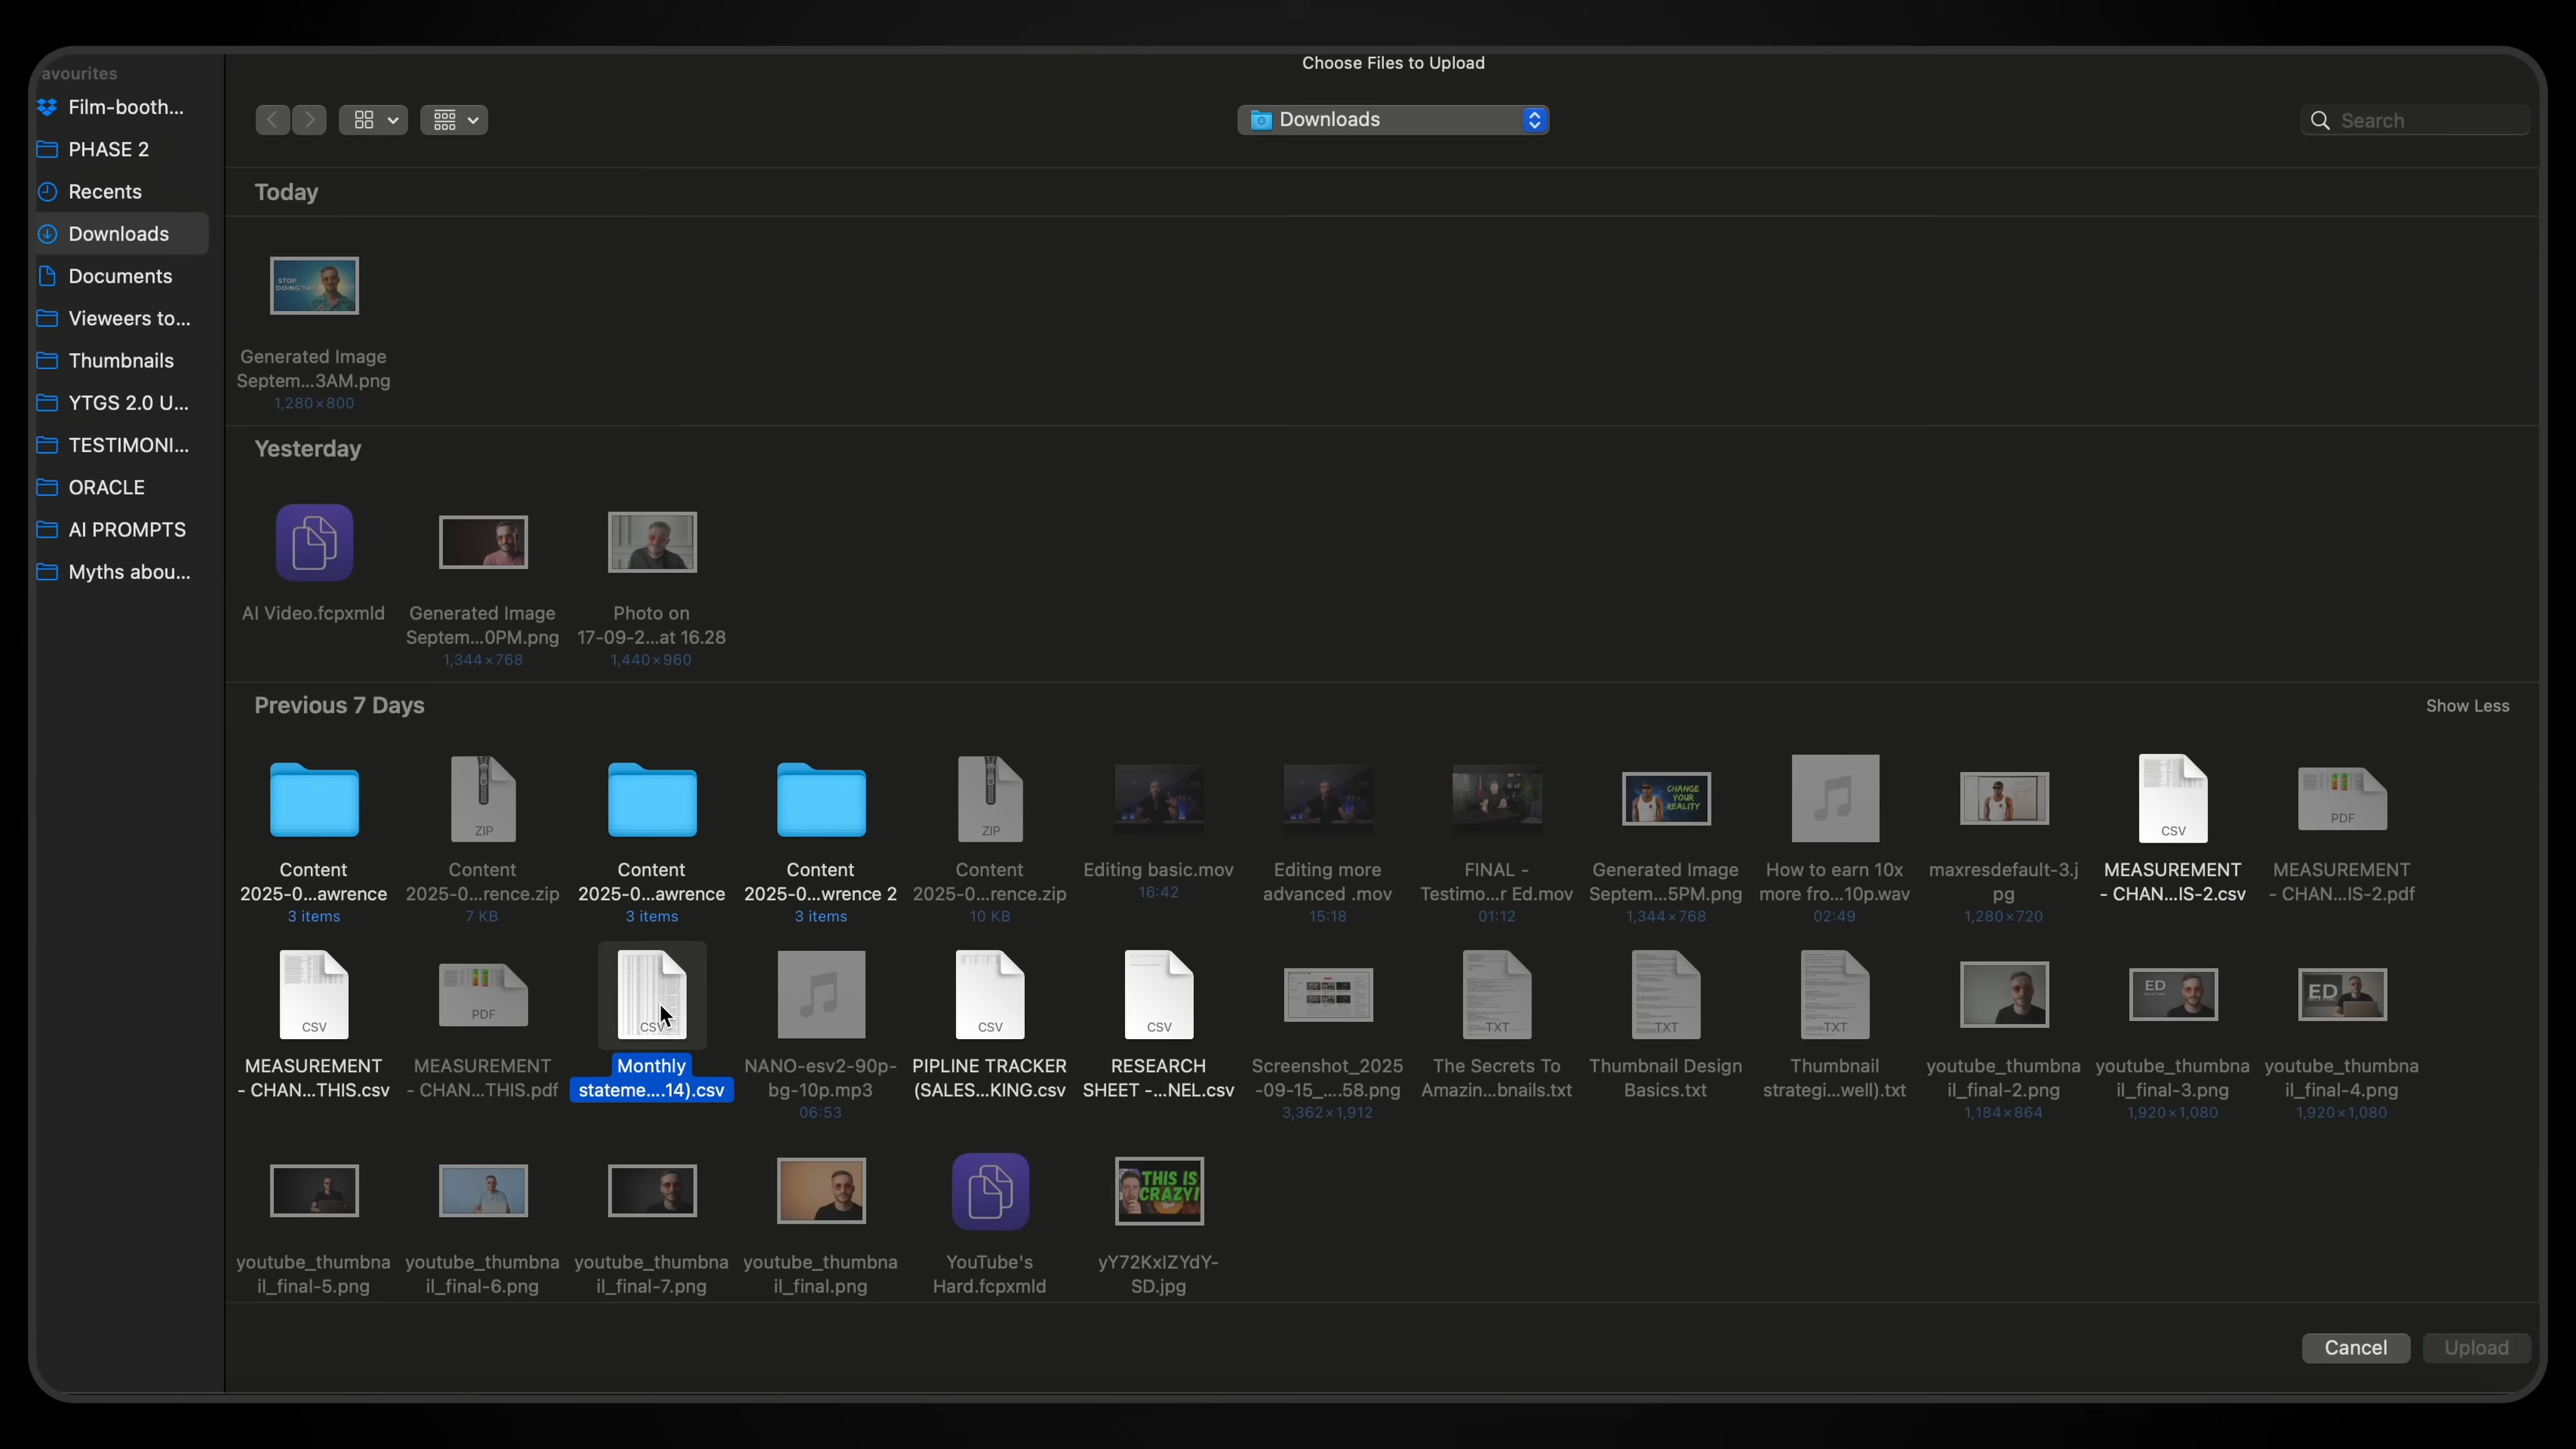 Choose Files to Upload
avourites
Film-booth...
PHASE 2
Recents
Downloads
Documents
Vieweers to...
Thumbnails
YTGS 2.0 U...
TESTIMONI...
ORACLE
AI PROMPTS
Myths abou...
Downloads
Search
Today
STOP
DOING THIS
Generated Image
Septem...3AM.png
1,280×800
Yesterday
AI Video.fcpxmld
Generated Image
Septem...0PM.png
1,344×768
Photo on
17-09-2...at 16.28
1,440×960
Previous 7 Days
Show Less
Content
2025-0...awrence
3 items
ZIP
Content
2025-0...rence.zip
7 KB
Content
2025-0...awrence
3 items
Content
2025-0...wrence 2
3 items
ZIP
Content
2025-0...rence.zip
10 KB
Editing basic.mov
16:42
Editing more
advanced .mov
15:18
FINAL -
Testimo...r Ed.mov
01:12
CHANGE
YOUR
REALITY
Generated Image
Septem...5PM.png
1,344×768
How to earn 10x
more fro...10p.wav
02:49
maxresdefault-3.j
pg
1,280×720
CSV
MEASUREMENT
- CHAN...IS-2.csv
PDF
MEASUREMENT
- CHAN...IS-2.pdf
CSV
MEASUREMENT
- CHAN...THIS.csv
PDF
MEASUREMENT
- CHAN...THIS.pdf
CSV
Monthly
stateme....14).csv
NANO-esv2-90p-
bg-10p.mp3
06:53
CSV
PIPLINE TRACKER
(SALES...KING.csv
CSV
RESEARCH
SHEET -...NEL.csv
Screenshot_2025
-09-15_....58.png
3,362×1,912
TXT
The Secrets To
Amazin...bnails.txt
TXT
Thumbnail Design
Basics.txt
TXT
Thumbnail
strategi...well).txt
youtube_thumbna
il_final-2.png
1,184×864
ED
youtube_thumbna
il_final-3.png
1,920×1,080
ED
youtube_thumbna
il_final-4.png
1,920×1,080
youtube_thumbna
il_final-5.png
youtube_thumbna
il_final-6.png
youtube_thumbna
il_final-7.png
youtube_thumbna
il_final.png
YouTube's
Hard.fcpxmld
THIS IS
CRAZY!
yY72KxIZYdY-
SD.jpg
Cancel
Upload